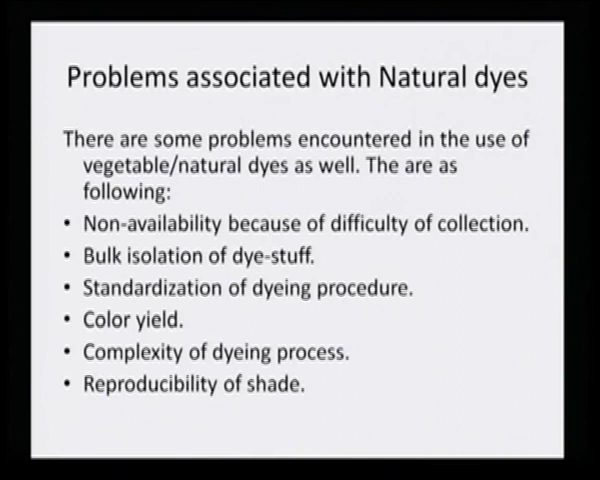 Problems associated with Natural dyes
There are some problems encountered in the use of
vegetable/natural dyes as well. The are as
following:
• Non-availability because of difficulty of collection.
• Bulk isolation of dye-stuff.
• Standardization of dyeing procedure.
• Color yield.
• Complexity of dyeing process.
• Reproducibility of shade.